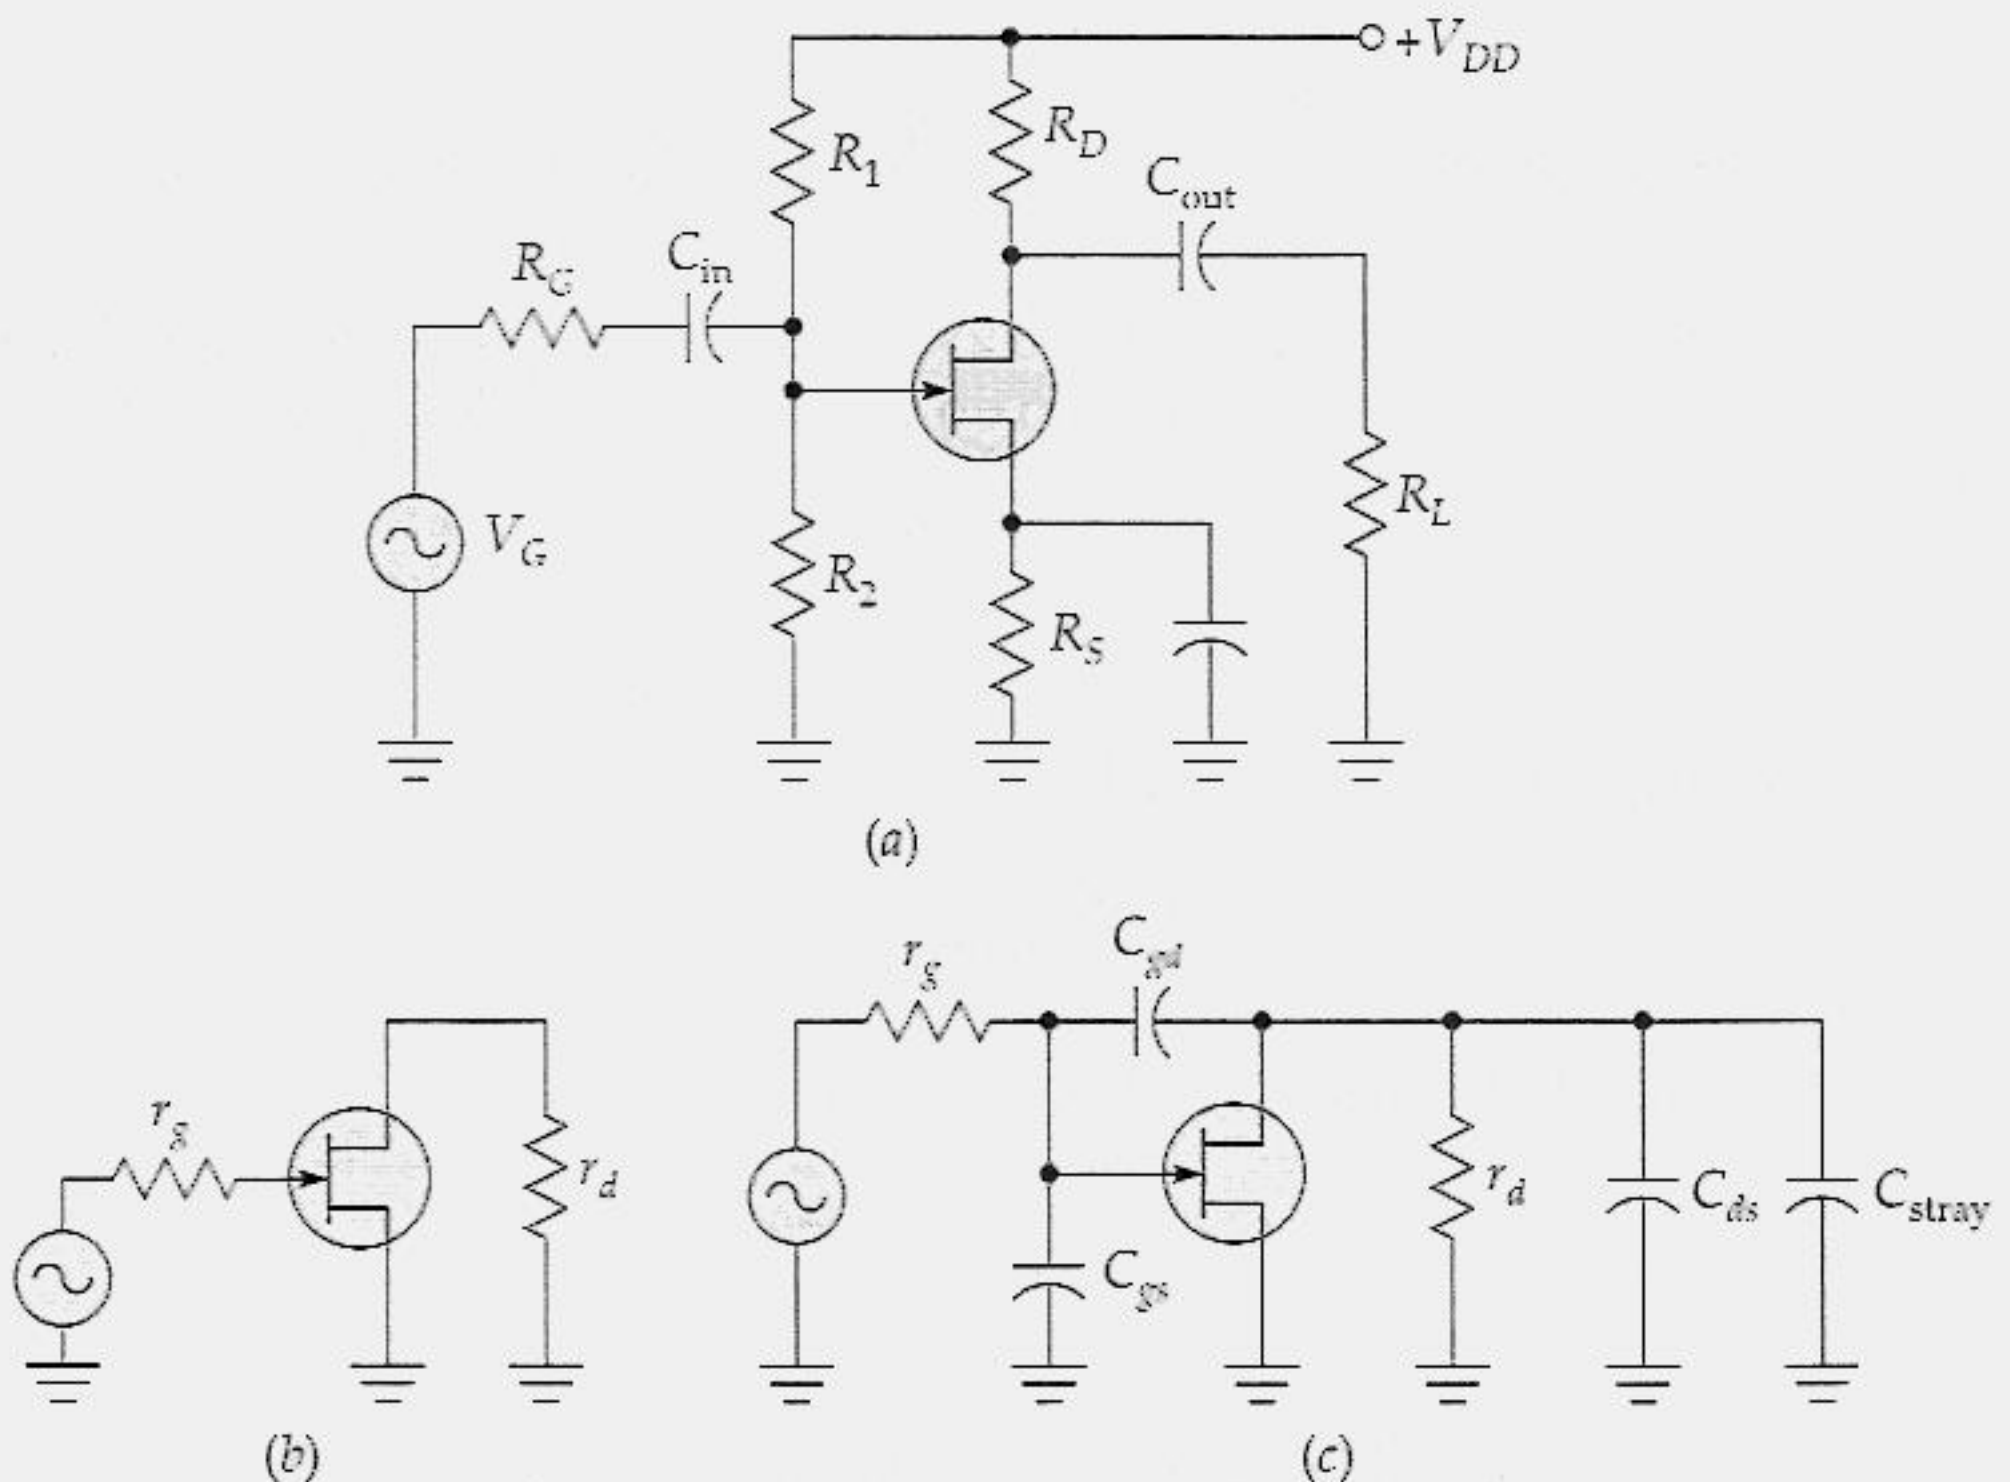 +V_DD
R_1
R_D
C_out
R_G
C_in
V_G
R_2
R_S
R_L
(a)
r_g
r_d
(b)
r_g
C_gd
C_gs
r_d
C_ds
C_stray
(c)